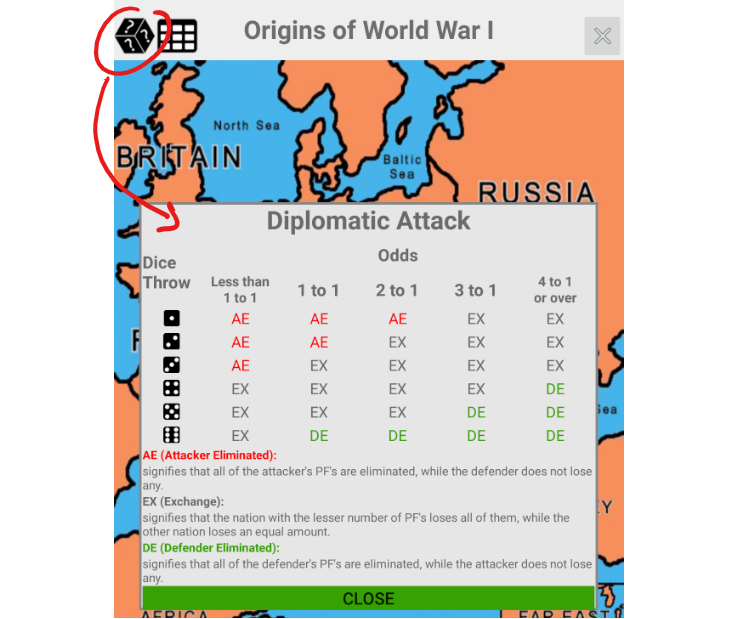 ? ? ?
Origins of World War I
North Sea
BRITAIN
Baltic
Sea
RUSSIA
Diplomatic Attack
Odds
Dice
Throw
Less than
1 to 1
1 to 1
2 to 1
3 to 1
4 to 1
or over
AE AE AE EX EX
AE AE EX EX EX
AE EX EX EX EX
EX EX EX EX DE
EX EX EX DE DE
EX DE DE DE DE
AE (Attacker Eliminated):
signifies that all of the attacker's PF's are eliminated, while the defender does not lose
any.
EX (Exchange):
signifies that the nation with the lesser number of PF's loses all of them, while the
other nation loses an equal amount.
DE (Defender Eliminated):
signifies that all of the defender's PF's are eliminated, while the attacker does not lose
any.
CLOSE
F
ea
EY
AFRICA
FAR EAST